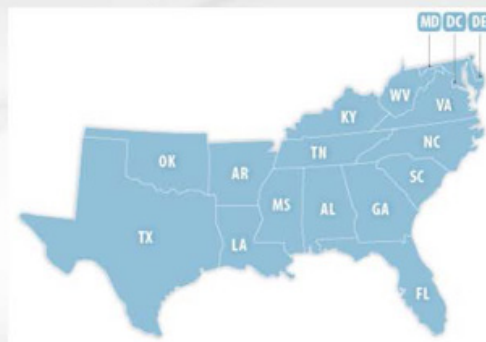 MD DC DE
WV
KY VA
OK TN NC
AR SC
MS AL GA
TX LA
FL